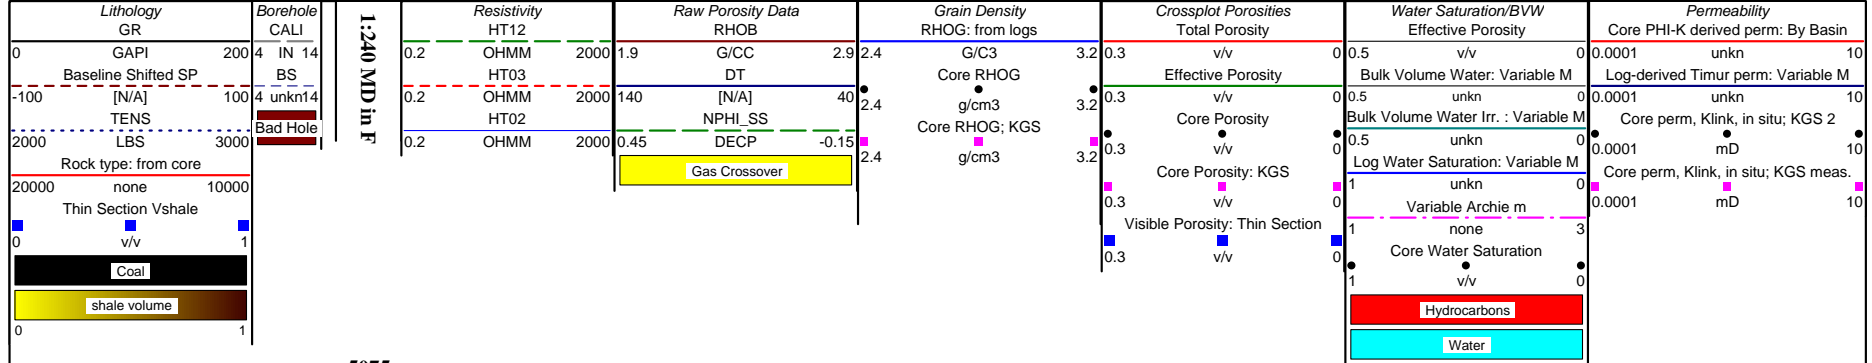 Lithology
GR
0 GAPI 200
Baseline Shifted SP
-100 [N/A] 100
TENS
2000 LBS 3000
Rock type: from core
20000 none 10000
Thin Section Vshale
0 v/v 1
Coal
shale volume
0 1
Borehole
CALI
4 IN 14
BS
4 unkn14
Bad Hole
1:240 MD in F
Resistivity
HT12
0.2 OHMM 2000
HT03
0.2 OHMM 2000
HT02
0.2 OHMM 2000
Raw Porosity Data
RHOB
1.9 G/CC 2.9
DT
140 [N/A] 40
NPHI_SS
0.45 DECP -0.15
Gas Crossover
Grain Density
RHOG: from logs
2.4 G/C3 3.2
Core RHOG
2.4 g/cm3 3.2
Core RHOG; KGS
2.4 g/cm3 3.2
Crossplot Porosities
Total Porosity
0.3 v/v 0
Effective Porosity
0.3 v/v 0
Core Porosity
0.3 v/v 0
Core Porosity: KGS
0.3 v/v 0
Visible Porosity: Thin Section
0.3 v/v 0
Water Saturation/BVW
Effective Porosity
0.5 v/v 0
Bulk Volume Water: Variable M
0.5 unkn 0
Bulk Volume Water Irr. : Variable M
0.5 unkn 0
Log Water Saturation: Variable M
1 unkn 0
Variable Archie m
1 none 3
Core Water Saturation
1 v/v 0
Hydrocarbons
Water
Permeability
Core PHI-K derived perm: By Basin
0.0001 unkn 10
Log-derived Timur perm: Variable M
0.0001 unkn 10
Core perm, Klink, in situ; KGS 2
0.0001 mD 10
Core perm, Klink, in situ; KGS meas.
0.0001 mD 10